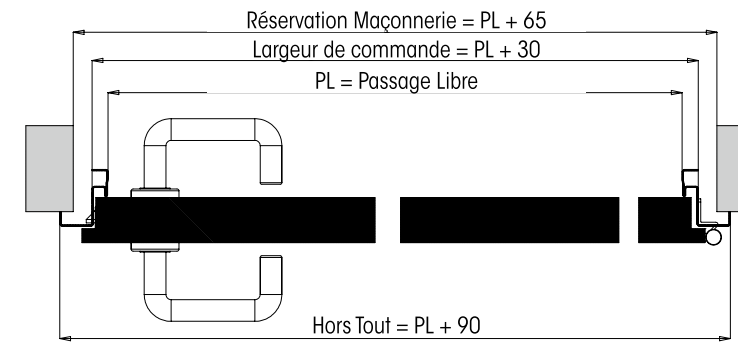 Réservation Maçonnerie = PL + 65
Largeur de commande = PL + 30
PL = Passage Libre
Hors Tout = PL + 90